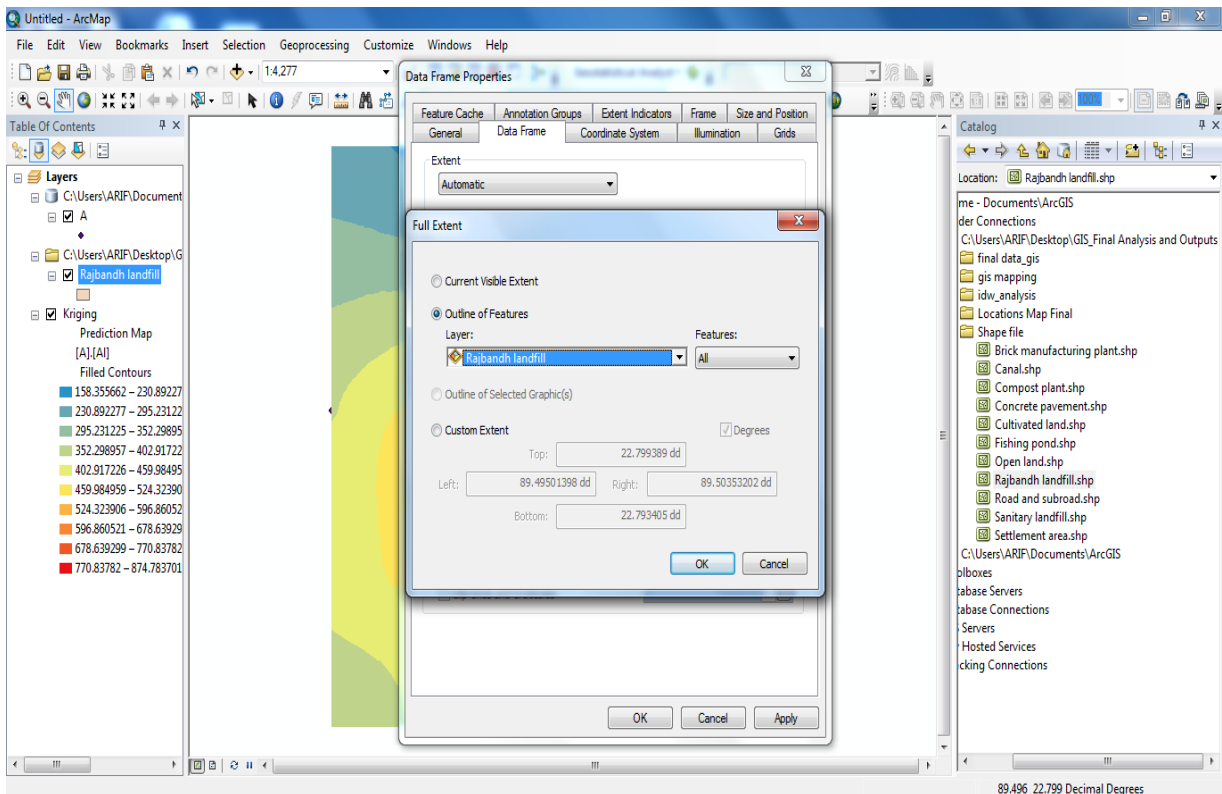 Untitled - ArcMap
File Edit View Bookmarks Insert Selection Geoprocessing Customize Windows Help
1:4,277
100%
Table Of Contents
Layers
C:\Users\ARIF\Document
A
C:\Users\ARIF\Desktop\G
Rajbandh landfill
Kriging
Prediction Map
[A].[Al]
Filled Contours
158.355662 – 230.89227
230.892277 – 295.23122
295.231225 – 352.29895
352.298957 – 402.91722
402.917226 – 459.98495
459.984959 – 524.32390
524.323906 – 596.86052
596.860521 – 678.63929
678.639299 – 770.83782
770.83782 – 874.783701
Data Frame Properties
Feature Cache Annotation Groups Extent Indicators Frame Size and Position
General Data Frame Coordinate System Illumination Grids
Extent
Automatic
Full Extent
Current Visible Extent
Outline of Features
Layer: Features:
Rajbandh landfill All
Outline of Selected Graphic(s)
Custom Extent Degrees
Top: 22.799389 dd
Left: 89.49501398 dd Right: 89.50353202 dd
Bottom: 22.793405 dd
OK Cancel
OK Cancel Apply
Catalog
Location: Rajbandh landfill.shp
me - Documents\ArcGIS
der Connections
C:\Users\ARIF\Desktop\GIS_Final Analysis and Outputs
final data_gis
gis mapping
idw_analysis
Locations Map Final
Shape file
Brick manufacturing plant.shp
Canal.shp
Compost plant.shp
Concrete pavement.shp
Cultivated land.shp
Fishing pond.shp
Open land.shp
Rajbandh landfill.shp
Road and subroad.shp
Sanitary landfill.shp
Settlement area.shp
C:\Users\ARIF\Documents\ArcGIS
olboxes
tabase Servers
tabase Connections
Servers
Hosted Services
cking Connections
89.496 22.799 Decimal Degrees